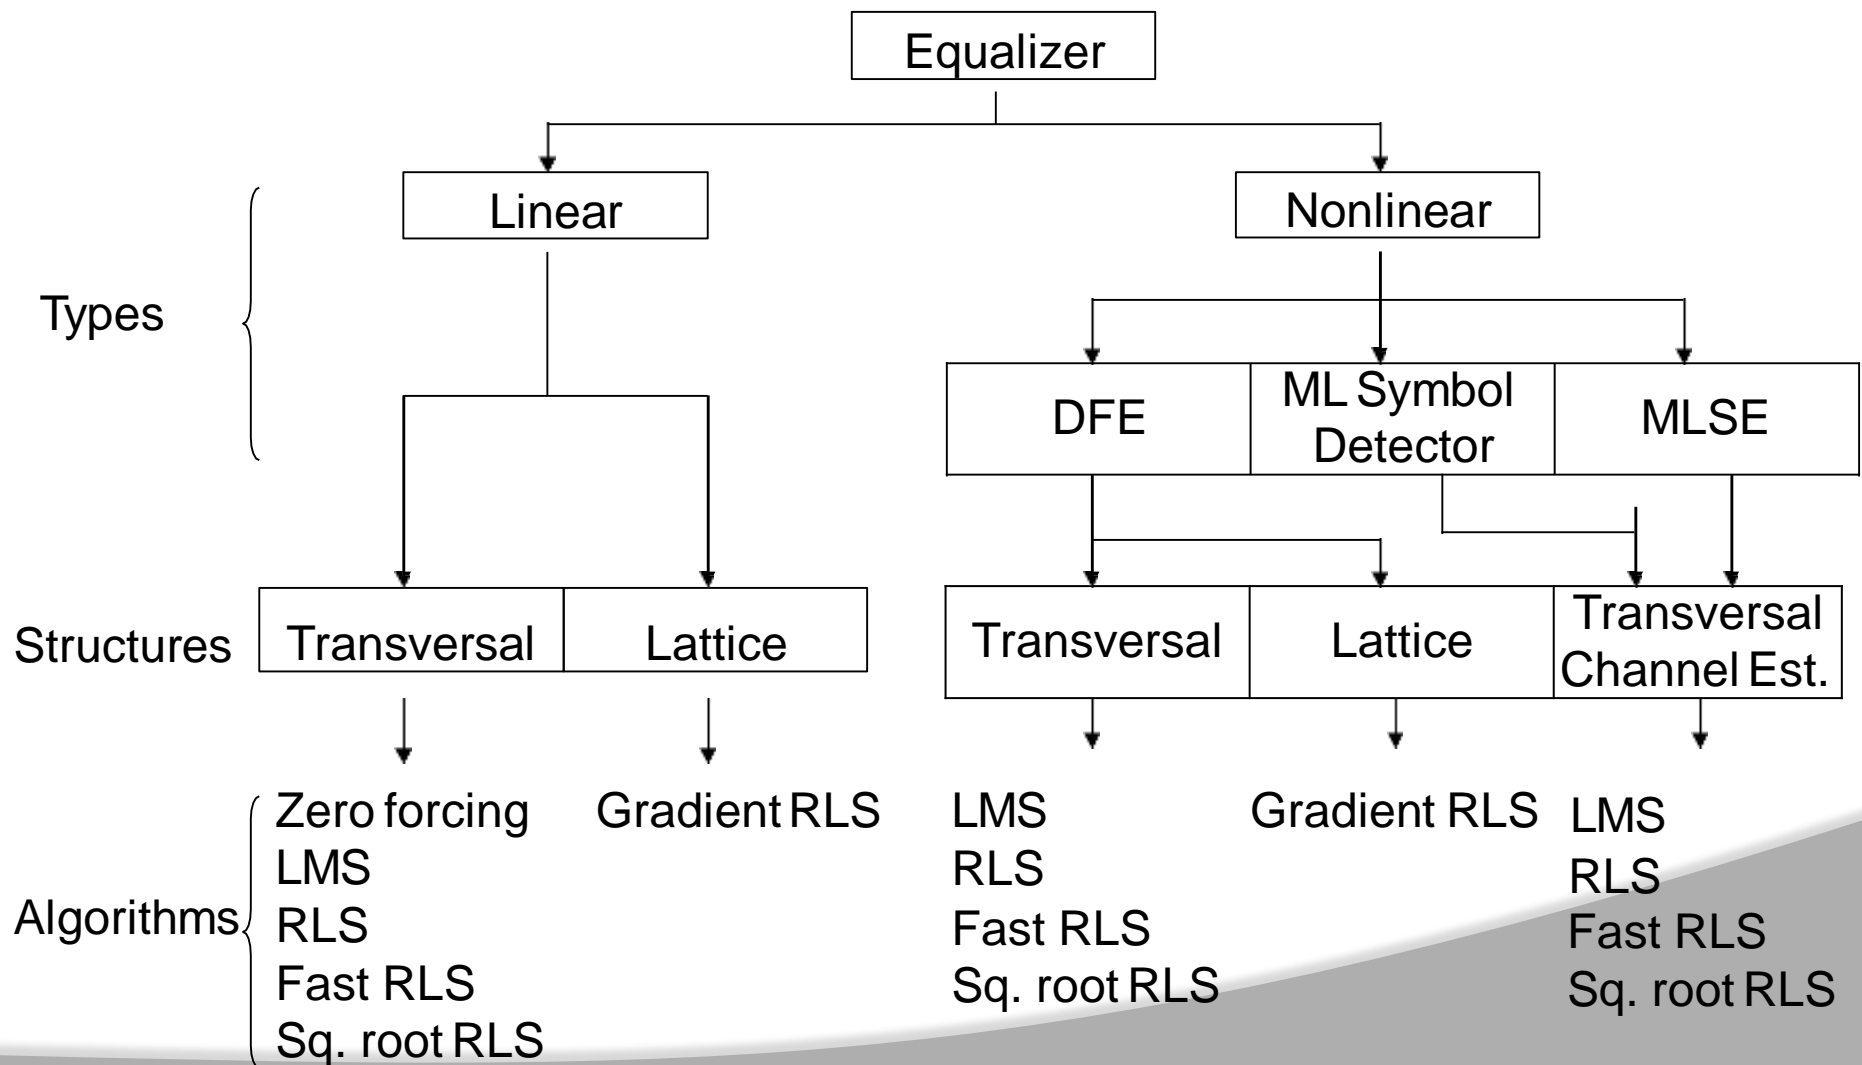 Equalizer
Linear
Nonlinear
Types
DFE
ML Symbol
Detector
MLSE
Structures
Transversal
Lattice
Transversal
Lattice
Transversal
Channel Est.
Algorithms
Zero forcing
LMS
RLS
Fast RLS
Sq. root RLS
Gradient RLS
LMS
RLS
Fast RLS
Sq. root RLS
Gradient RLS
LMS
RLS
Fast RLS
Sq. root RLS